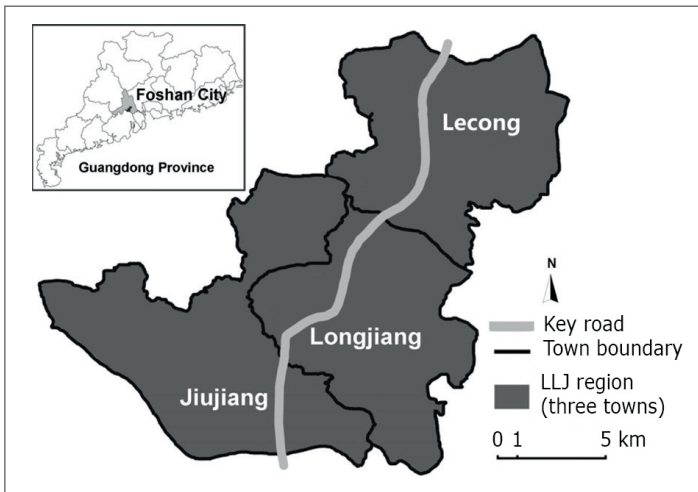 Foshan City
Guangdong Province
Lecong
Longjiang
Jiujiang
N
Key road
Town boundary
LLJ region
(three towns)
0 1 5 km